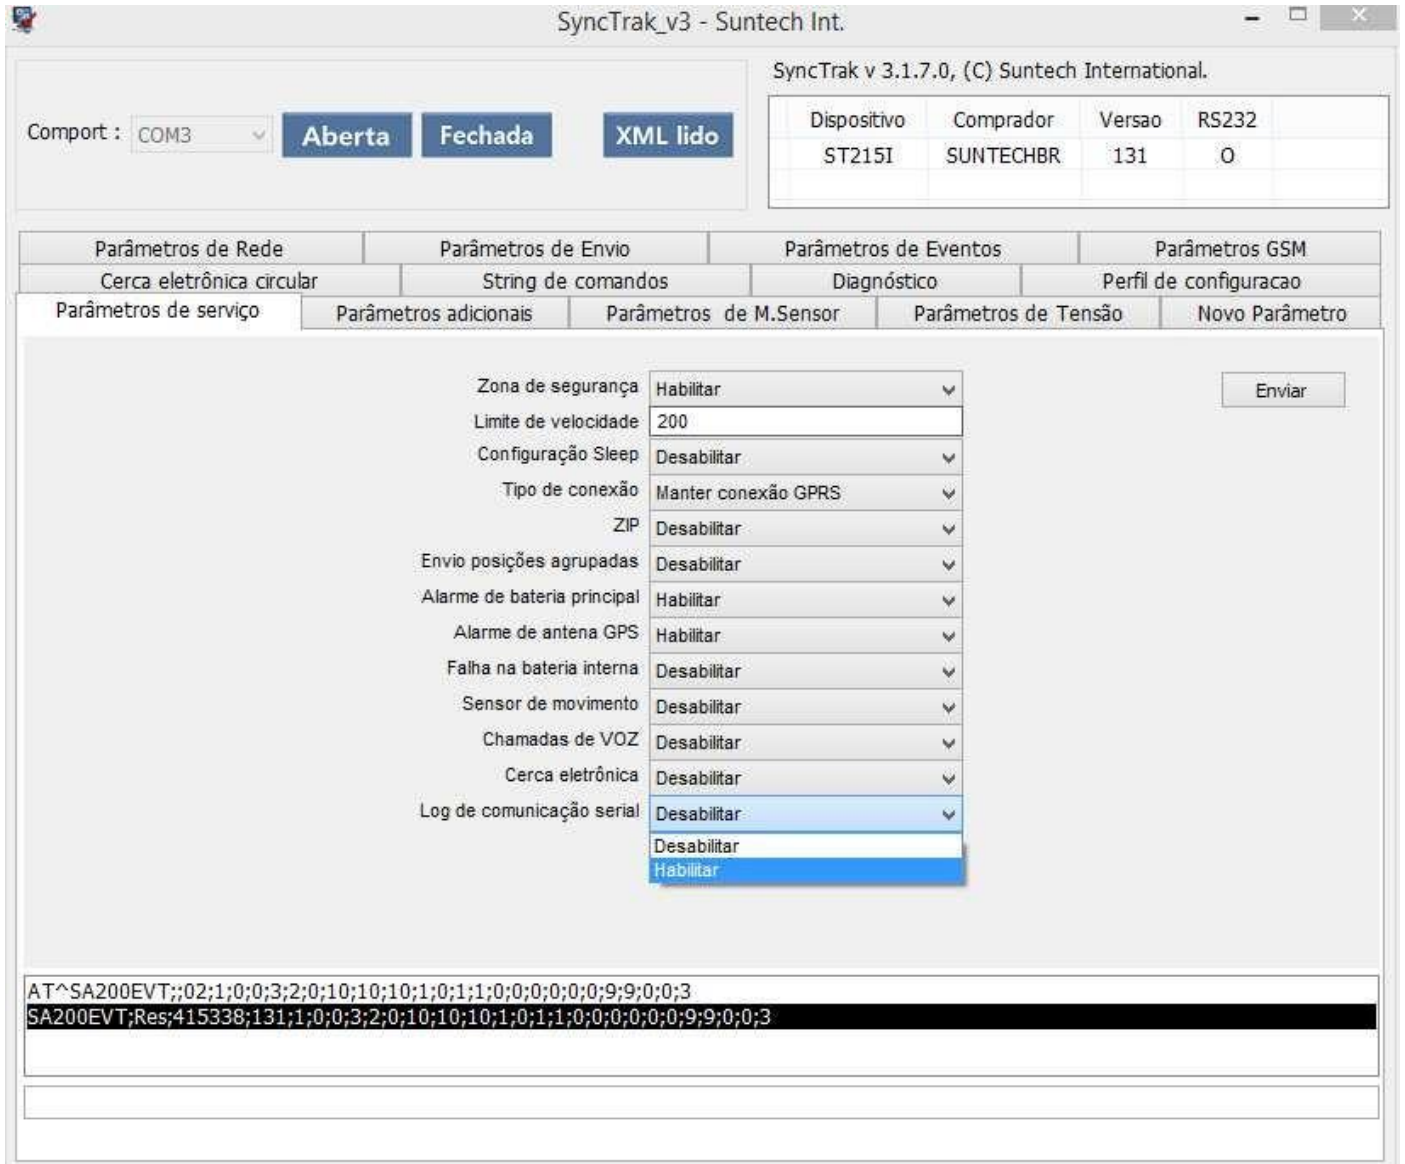 SyncTrak_v3 - Suntech Int.
SyncTrak v 3.1.7.0, (C) Suntech International.
Comport : COM3 Aberta Fechada XML lido
Dispositivo Comprador Versao RS232
ST215I SUNTECHBR 131 O
Parâmetros de Rede Parâmetros de Envio Parâmetros de Eventos Parâmetros GSM
Cerca eletrônica circular String de comandos Diagnóstico Perfil de configuracao
Parâmetros de serviço Parâmetros adicionais Parâmetros de M.Sensor Parâmetros de Tensão Novo Parâmetro
Zona de segurança Habilitar Enviar
Limite de velocidade 200
Configuração Sleep Desabilitar
Tipo de conexão Manter conexão GPRS
ZIP Desabilitar
Envio posições agrupadas Desabilitar
Alarme de bateria principal Habilitar
Alarme de antena GPS Habilitar
Falha na bateria interna Desabilitar
Sensor de movimento Desabilitar
Chamadas de VOZ Desabilitar
Cerca eletrônica Desabilitar
Log de comunicação serial Desabilitar
Desabilitar
Habilitar
AT^SA200EVT;;02;1;0;0;3;2;0;10;10;10;1;0;1;1;0;0;0;0;0;0;9;9;0;0;3
SA200EVT;Res;415338;131;1;0;0;3;2;0;10;10;10;1;0;1;1;0;0;0;0;0;0;9;9;0;0;3